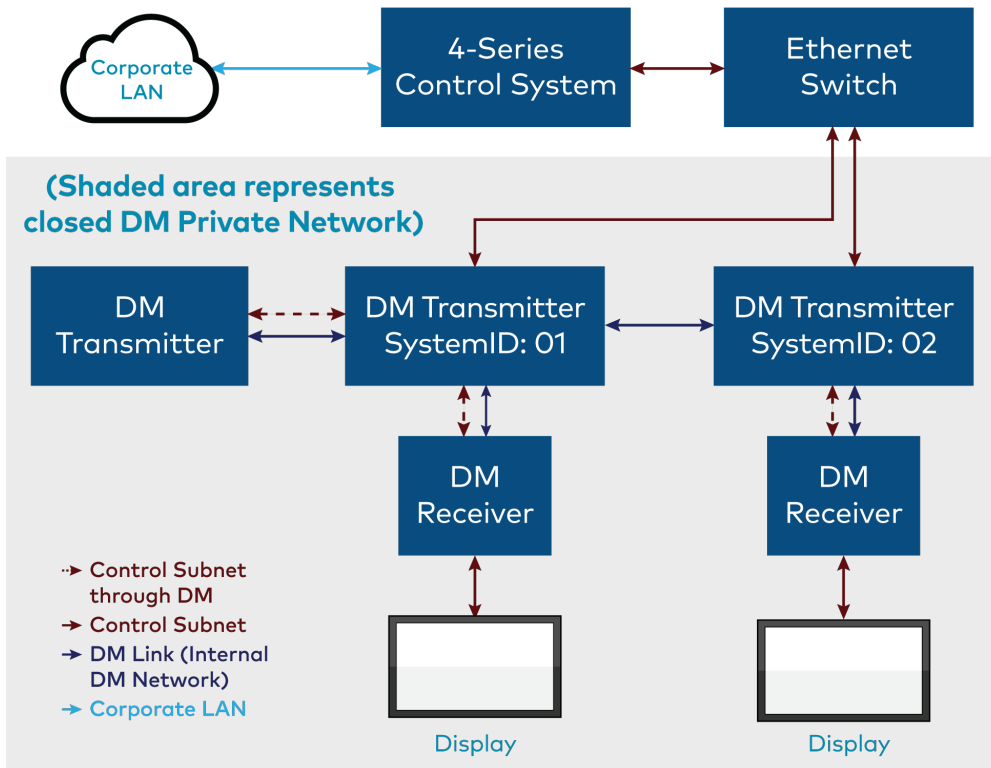 Corporate
LAN
4-Series
Control System
Ethernet
Switch
(Shaded area represents
closed DM Private Network)
DM
Transmitter
DM Transmitter
SystemID: 01
DM Transmitter
SystemID: 02
DM
Receiver
DM
Receiver
Control Subnet
through DM
Control Subnet
DM Link (Internal
DM Network)
Corporate LAN
Display
Display